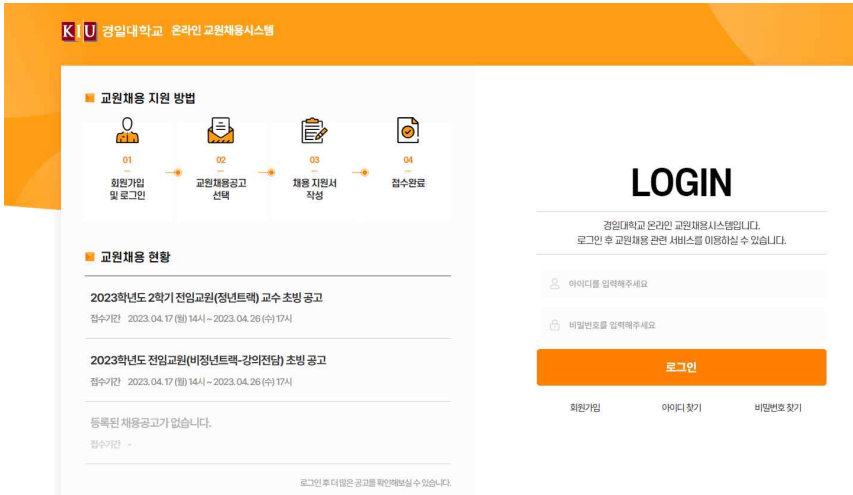 KIU 경일대학교 온라인 교원채용시스템
교원채용 지원 방법
01
회원가입
및 로그인
02
교원채용공고
선택
03
채용 지원서
작성
04
접수완료
교원채용 현황
2023학년도 2학기 전임교원(정년트랙) 교수 초빙 공고
접수기간 2023. 04. 17 (월) 14시 ~ 2023. 04. 26 (수) 17시
2023학년도 전임교원(비정년트랙-강의전담) 초빙 공고
접수기간 2023. 04. 17 (월) 14시 ~ 2023. 04. 26 (수) 17시
등록된 채용공고가 없습니다.
접수기간 -
로그인 후 더 많은 공고를 확인해보실 수 있습니다.
LOGIN
경일대학교 온라인 교원채용시스템입니다.
로그인 후 교원채용 관련 서비스를 이용하실 수 있습니다.
아이디를 입력해주세요
비밀번호를 입력해주세요
로그인
회원가입 아이디 찾기 비밀번호 찾기